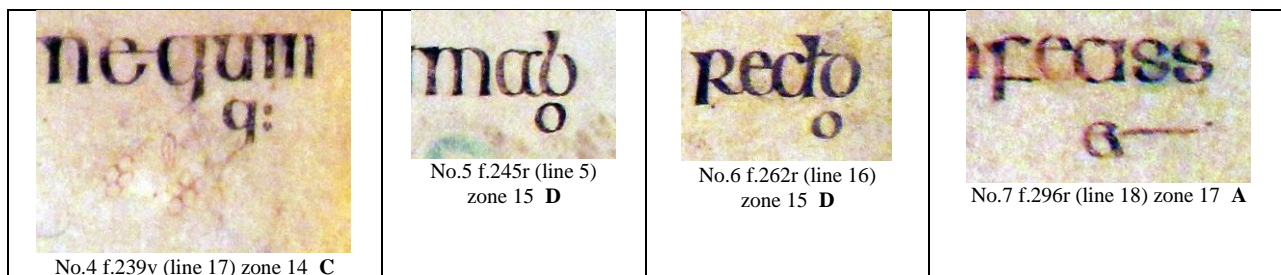 nequm
q:
No.4 f.239v (line 17) zone 14 C
mab
o
No.5 f.245r (line 5)
zone 15 D
Recto
o
No.6 f.262r (line 16)
zone 15 D
feciss
a
No.7 f.296r (line 18) zone 17 A